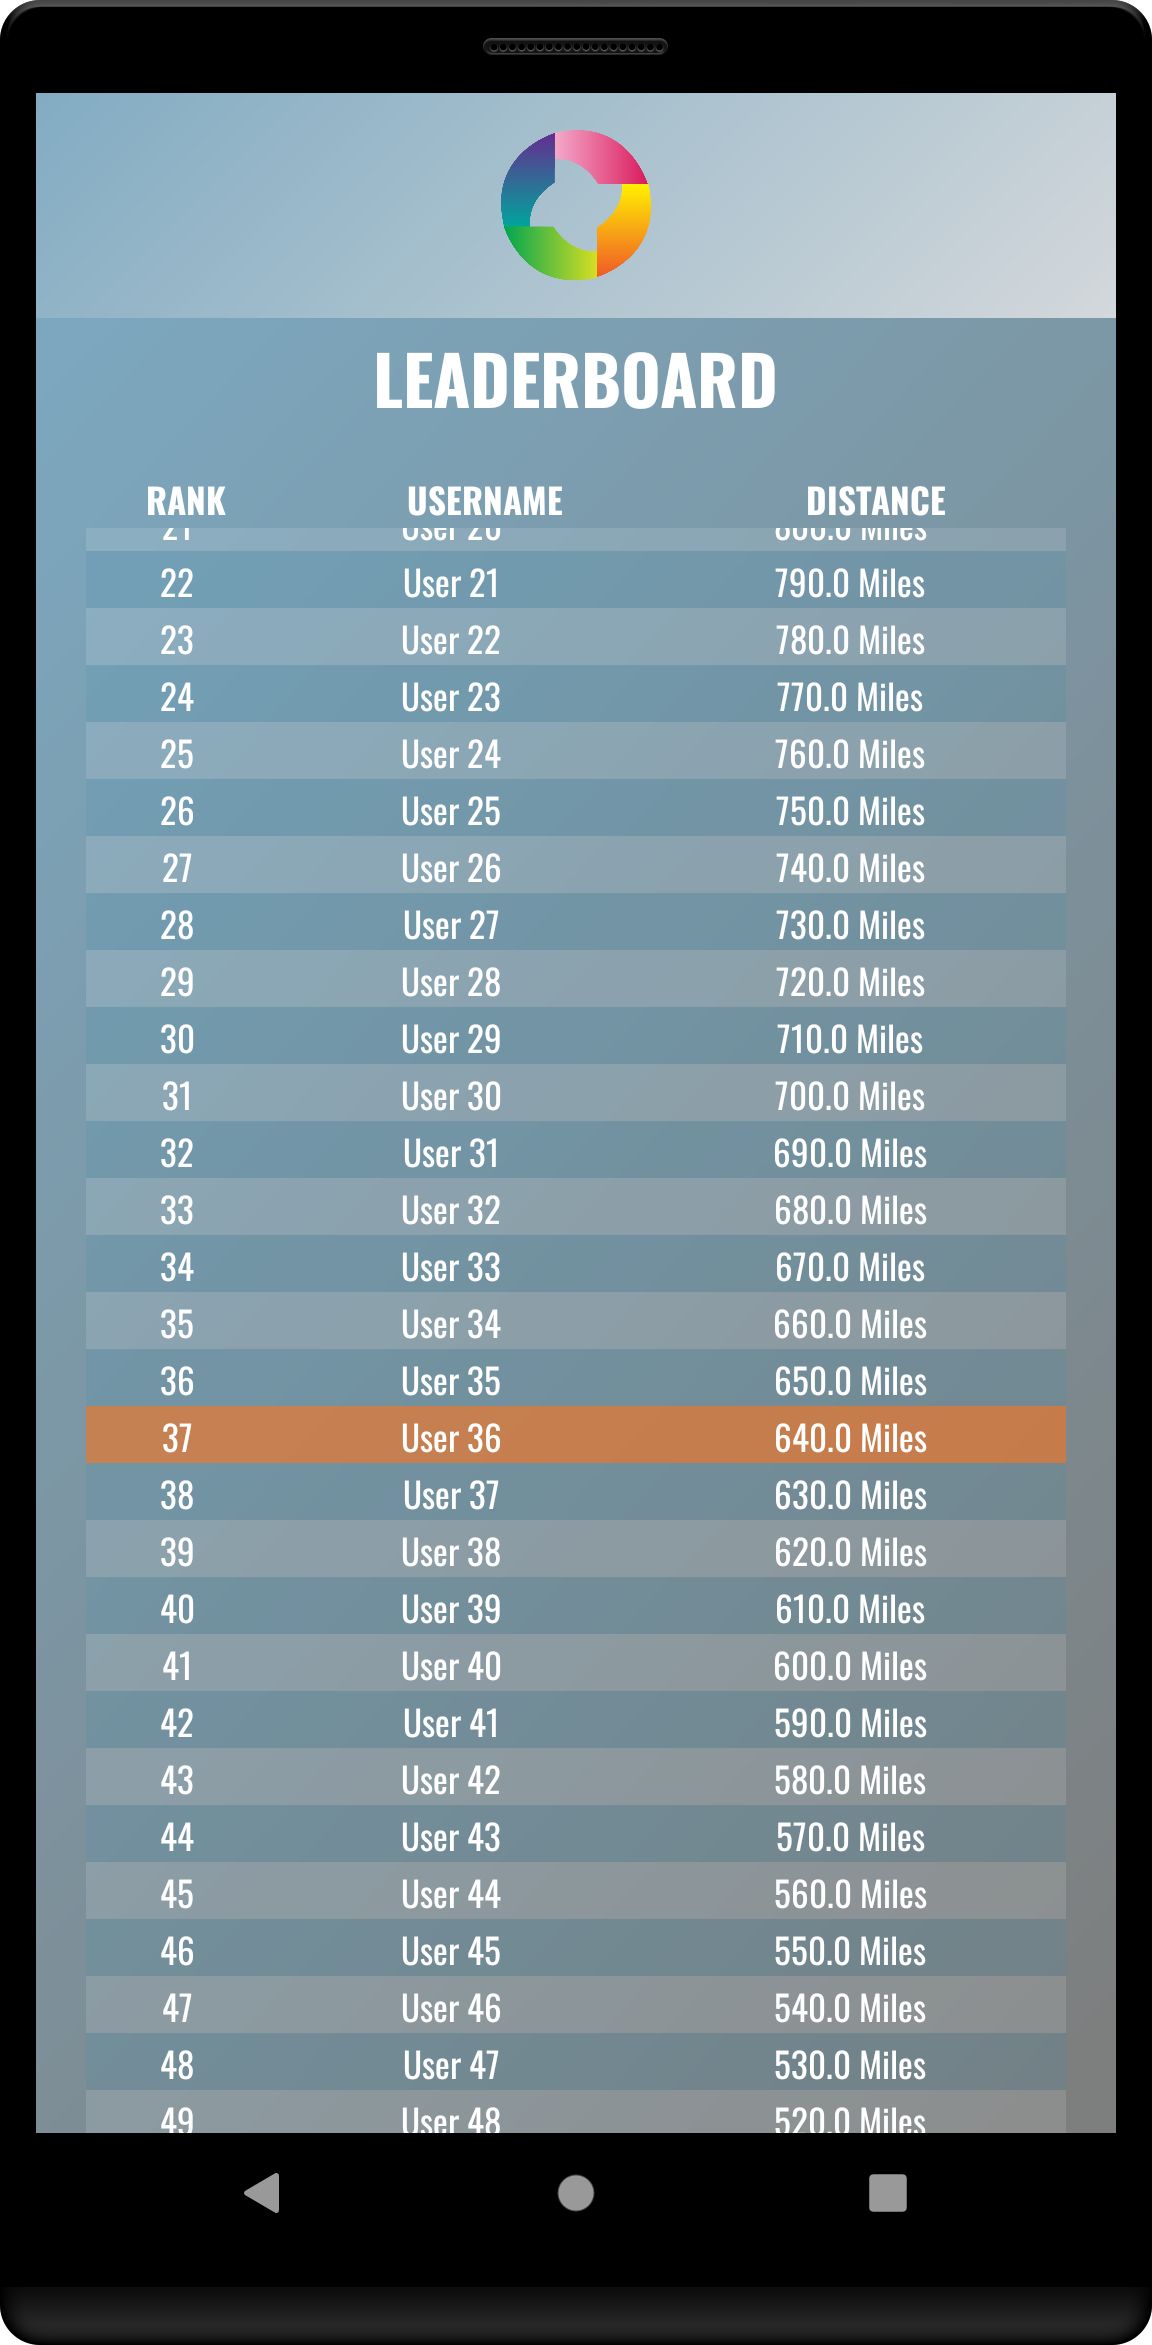 LEADERBOARD
RANK USERNAME DISTANCE
21 User 20 800.0 Miles
22 User 21 790.0 Miles
23 User 22 780.0 Miles
24 User 23 770.0 Miles
25 User 24 760.0 Miles
26 User 25 750.0 Miles
27 User 26 740.0 Miles
28 User 27 730.0 Miles
29 User 28 720.0 Miles
30 User 29 710.0 Miles
31 User 30 700.0 Miles
32 User 31 690.0 Miles
33 User 32 680.0 Miles
34 User 33 670.0 Miles
35 User 34 660.0 Miles
36 User 35 650.0 Miles
37 User 36 640.0 Miles
38 User 37 630.0 Miles
39 User 38 620.0 Miles
40 User 39 610.0 Miles
41 User 40 600.0 Miles
42 User 41 590.0 Miles
43 User 42 580.0 Miles
44 User 43 570.0 Miles
45 User 44 560.0 Miles
46 User 45 550.0 Miles
47 User 46 540.0 Miles
48 User 47 530.0 Miles
49 User 48 520.0 Miles